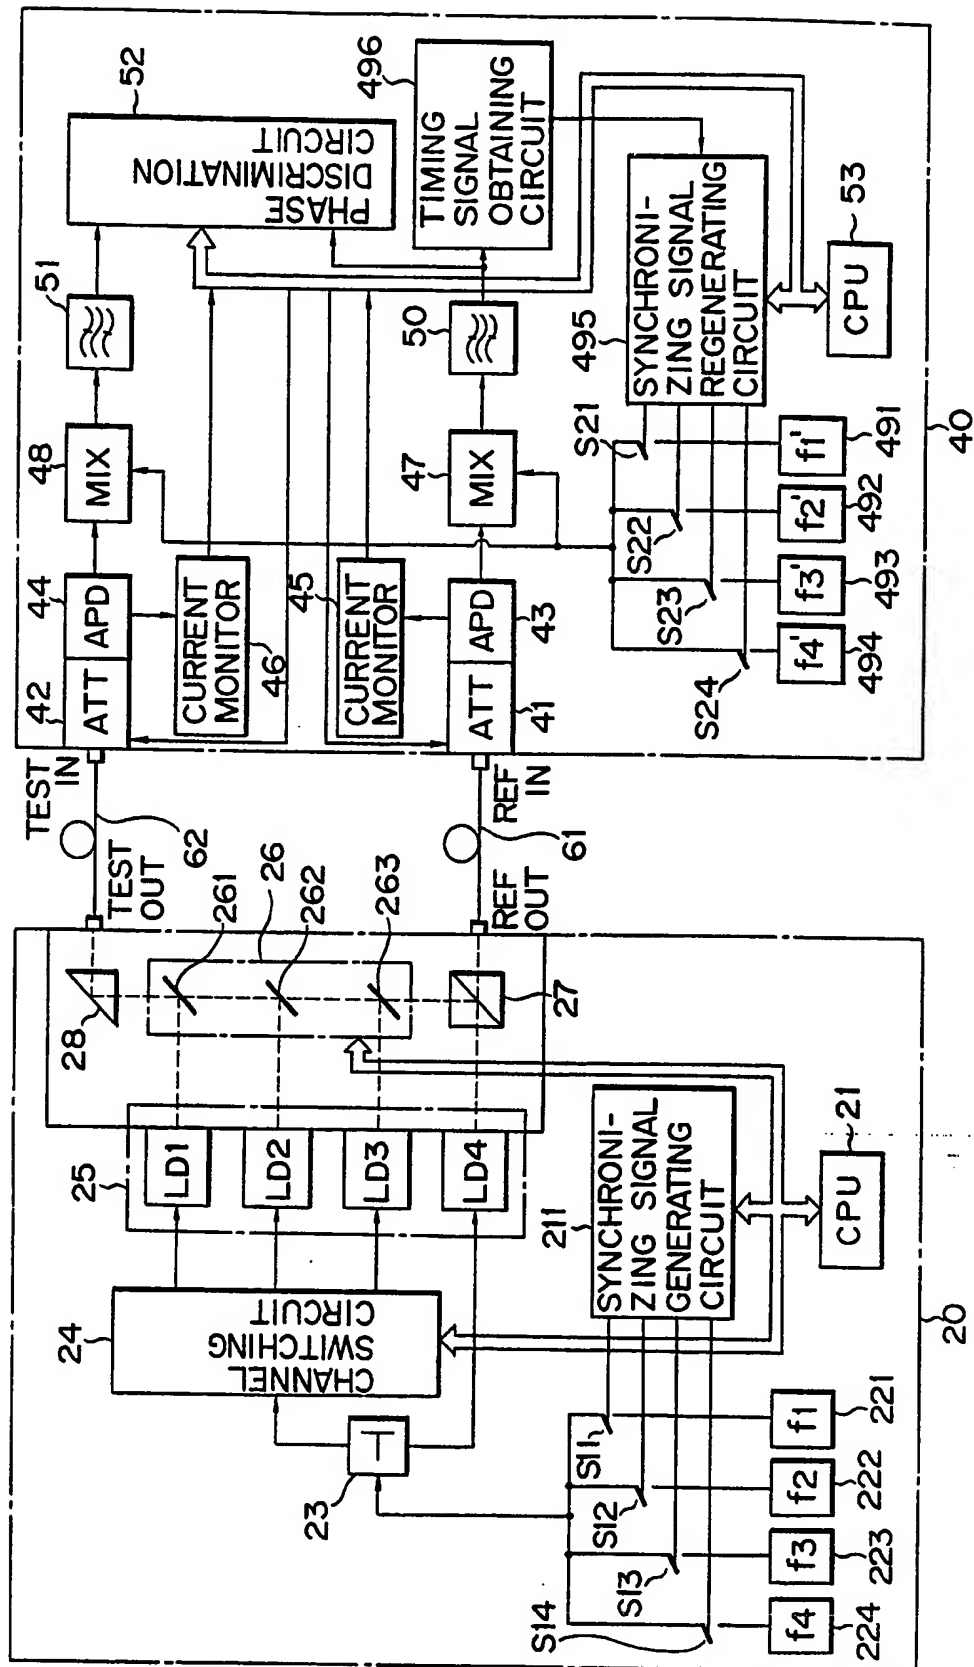 52
PHASE
DISCRIMINATION
CIRCUIT
496
TIMING
SIGNAL
OBTAINING
CIRCUIT
51
50
495
SYNCHRONI-
ZING SIGNAL
REGENERATING
CIRCUIT
53
CPU
48
MIX
47
MIX
S21
S22
S23
S24
f1'
491
f2'
492
f3'
493
f4'
494
40
44
APD
42
ATT
CURRENT
MONITOR
46
45
CURRENT
MONITOR
APD
43
ATT
41
TEST
IN
62
TEST
OUT
REF
IN
61
REF
OUT
28
26
261
262
263
27
25
LD1
LD2
LD3
LD4
24
CHANNEL
SWITCHING
CIRCUIT
23
211
SYNCHRONI-
ZING SIGNAL
GENERATING
CIRCUIT
21
CPU
20
S11
S12
S13
S14
f1
221
f2
222
f3
223
f4
224
T